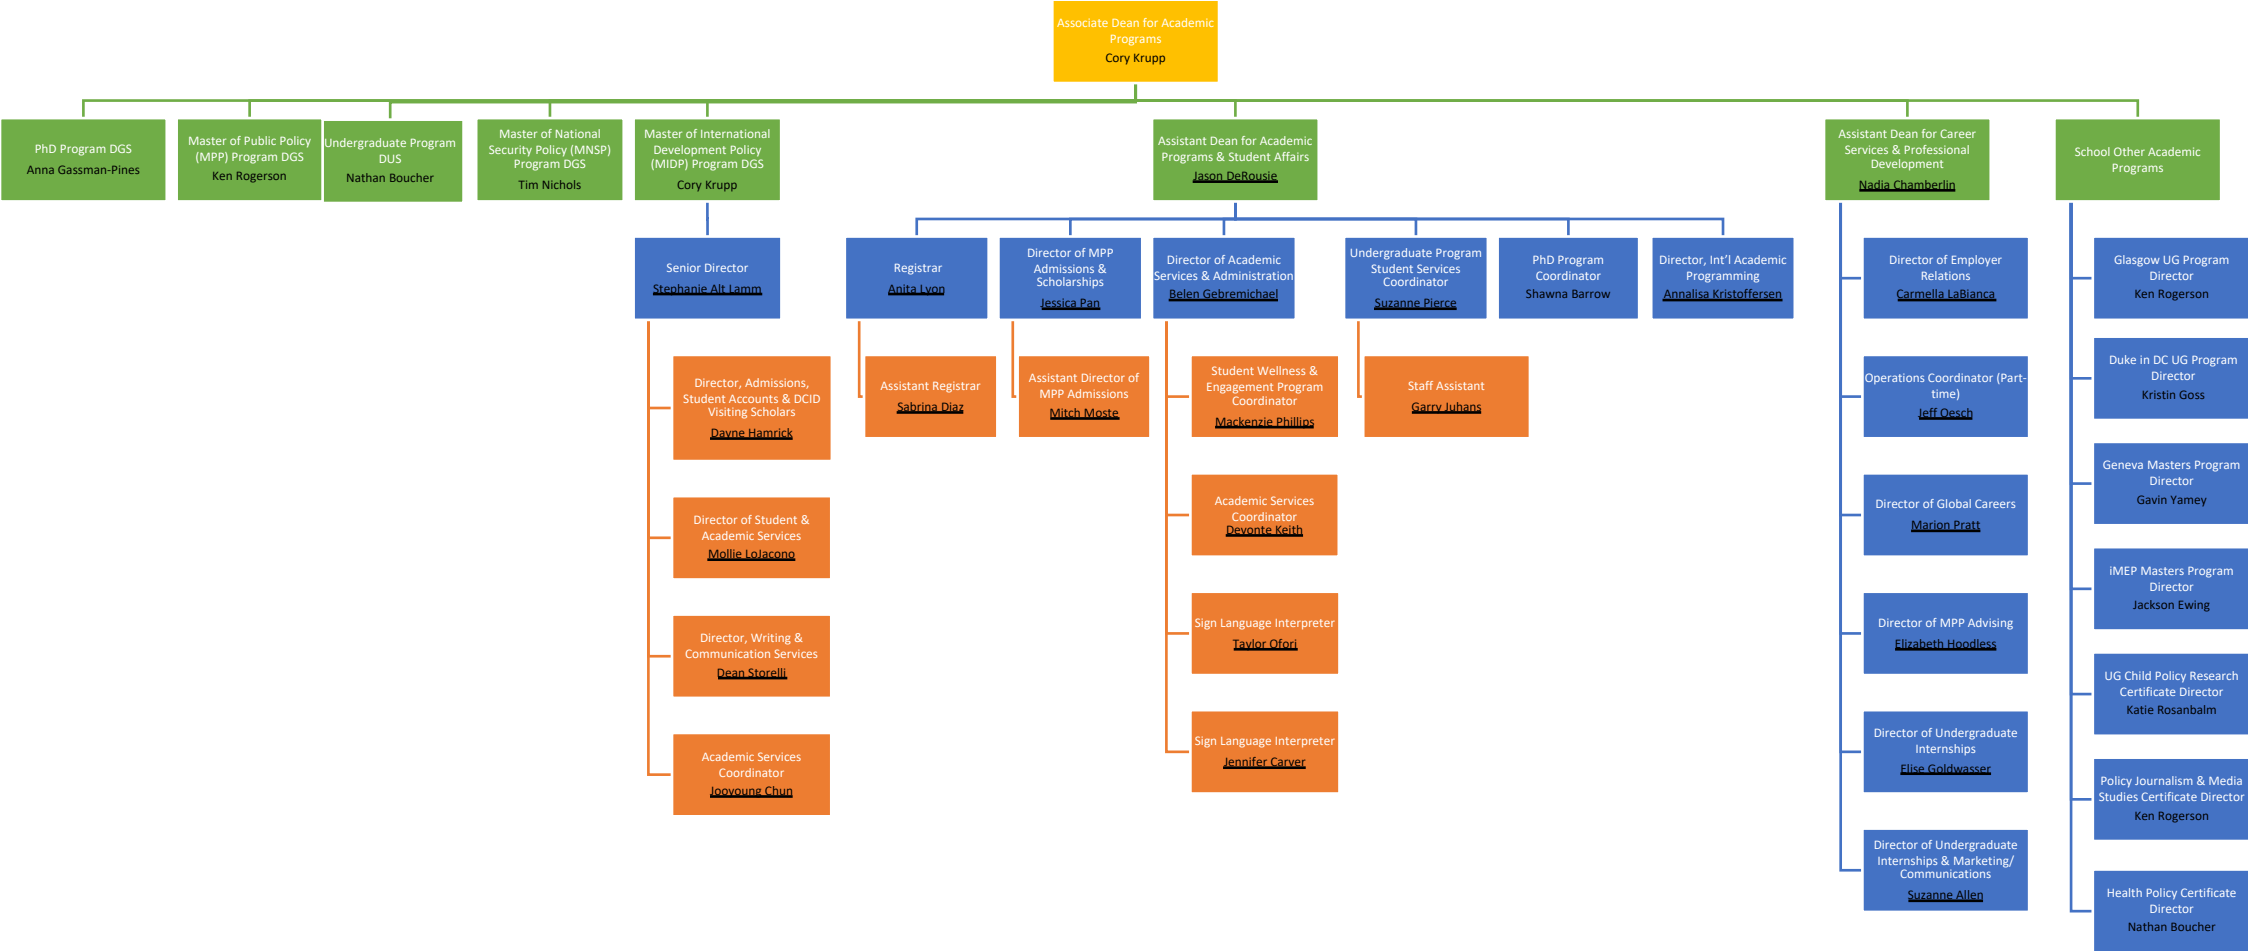 Associate Dean for Academic
Programs
Cory Krupp
PhD Program DGS
Anna Gassman-Pines
Master of Public Policy
(MPP) Program DGS
Ken Rogerson
Undergraduate Program
DUS
Nathan Boucher
Master of National
Security Policy (MNSP)
Program DGS
Tim Nichols
Master of International
Development Policy
(MIDP) Program DGS
Cory Krupp
Assistant Dean for Academic
Programs & Student Affairs
Jason DeRousie
Assistant Dean for Career
Services & Professional
Development
Nadia Chamberlin
School Other Academic
Programs
Senior Director
Stephanie Alt Lamm
Registrar
Anita Lyon
Director of MPP
Admissions &
Scholarships
Jessica Pan
Director of Academic
Services & Administration
Belen Gebremichael
Undergraduate Program
Student Services
Coordinator
Suzanne Pierce
PhD Program
Coordinator
Shawna Barrow
Director, Int’l Academic
Programming
Annalisa Kristoffersen
Director of Employer
Relations
Carmella LaBianca
Glasgow UG Program
Director
Ken Rogerson
Director, Admissions,
Student Accounts & DCID
Visiting Scholars
Dayne Hamrick
Assistant Registrar
Sabrina Diaz
Assistant Director of
MPP Admissions
Mitch Moste
Student Wellness &
Engagement Program
Coordinator
Mackenzie Phillips
Staff Assistant
Garry Juhans
Operations Coordinator (Part-
time)
Jeff Oesch
Duke in DC UG Program
Director
Kristin Goss
Director of Student &
Academic Services
Mollie LoJacono
Academic Services
Coordinator
Devonte Keith
Director of Global Careers
Marion Pratt
Geneva Masters Program
Director
Gavin Yamey
Director, Writing &
Communication Services
Dean Storelli
Sign Language Interpreter
Taylor Ofori
Director of MPP Advising
Elizabeth Hoodless
iMEP Masters Program
Director
Jackson Ewing
Academic Services
Coordinator
Jooyoung Chun
Sign Language Interpreter
Jennifer Carver
Director of Undergraduate
Internships
Elise Goldwasser
UG Child Policy Research
Certificate Director
Katie Rosanbalm
Director of Undergraduate
Internships & Marketing/
Communications
Suzanne Allen
Policy Journalism & Media
Studies Certificate Director
Ken Rogerson
Health Policy Certificate
Director
Nathan Boucher